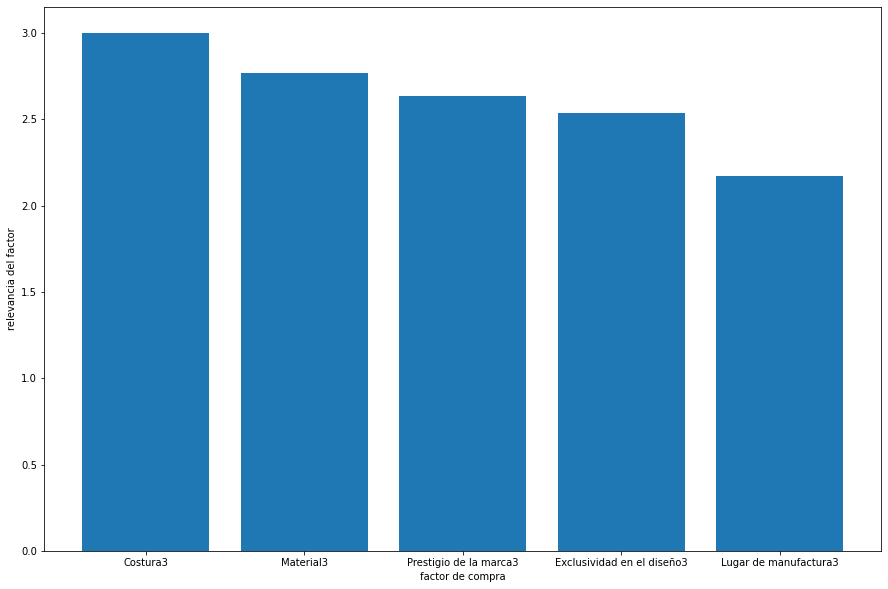 3.0
2.5
2.0
1.5
1.0
0.5
0.0
relevancia del factor
Costura3
Material3
Prestigio de la marca3
Exclusividad en el diseño3
Lugar de manufactura3
factor de compra